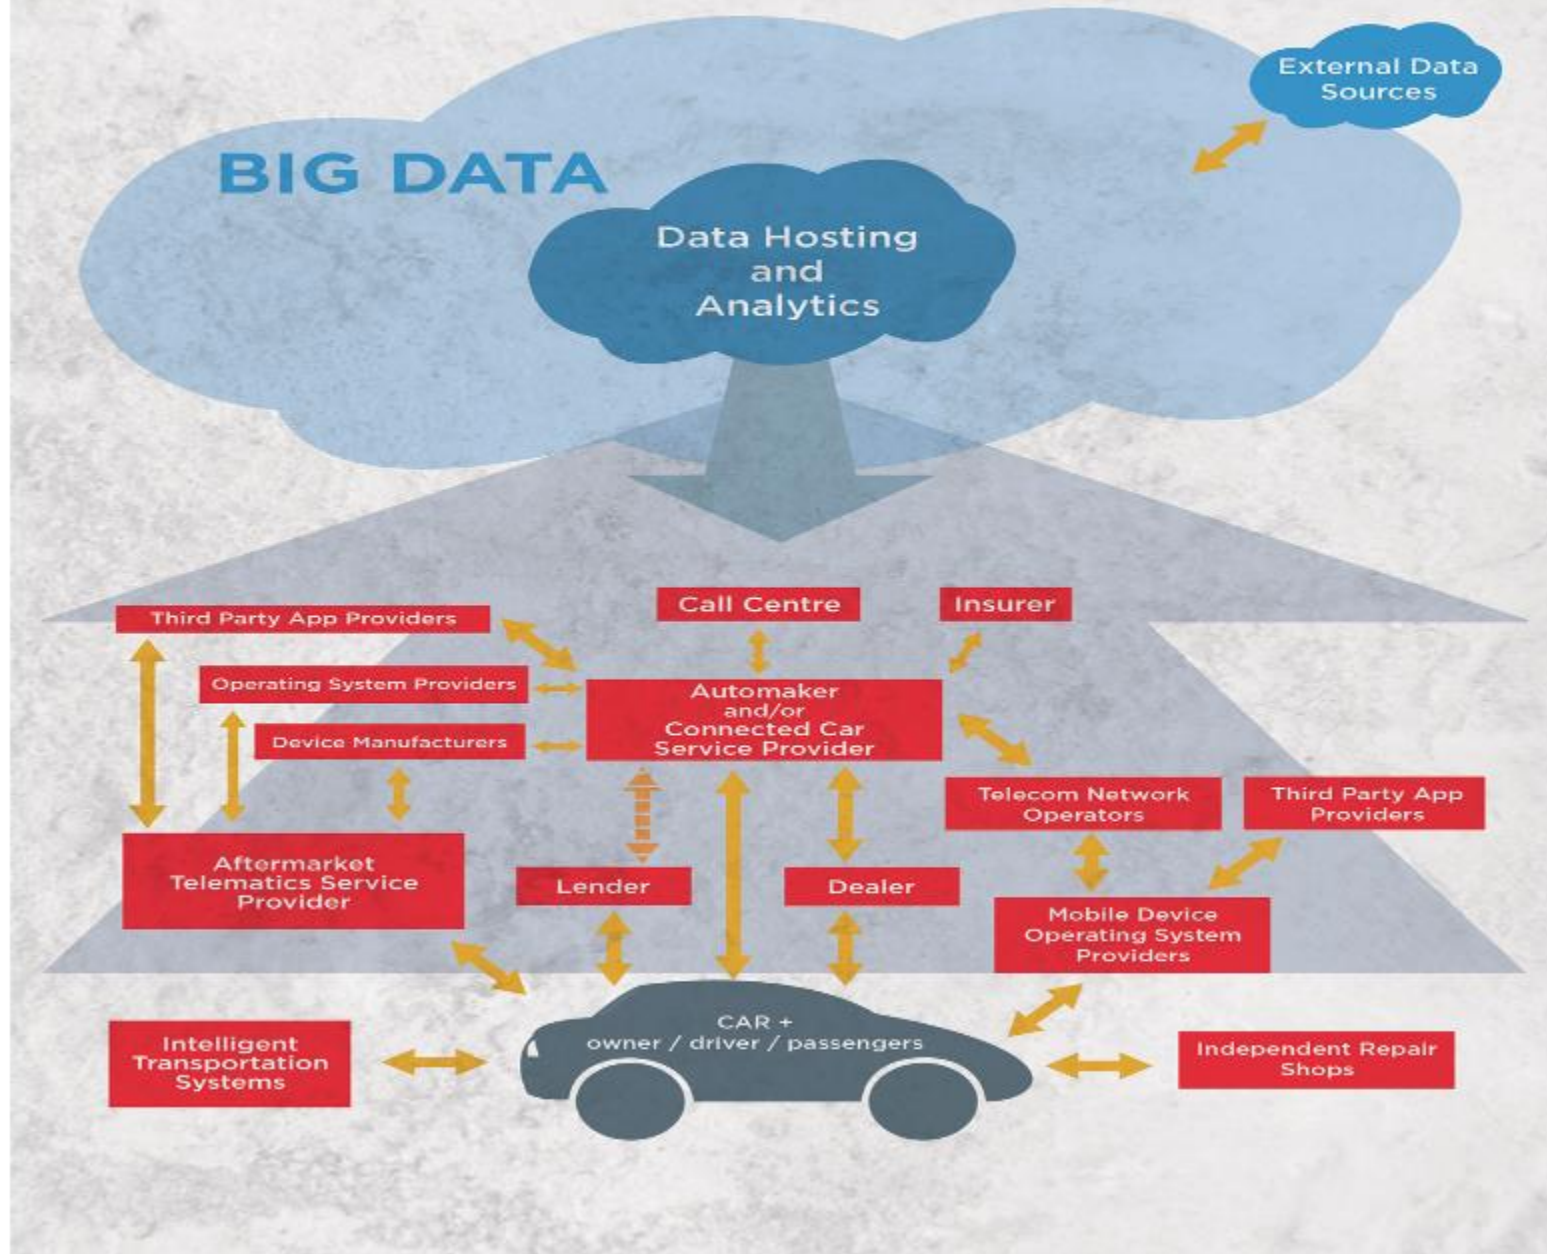 External Data
Sources
BIG DATA
Data Hosting
and
Analytics
Call Centre
Insurer
Third Party App Providers
Operating System Providers
Device Manufacturers
Automaker
and/or
Connected Car
Service Provider
Telecom Network
Operators
Third Party App
Providers
Aftermarket
Telematics Service
Provider
Lender
Dealer
Mobile Device
Operating System
Providers
CAR +
owner / driver / passengers
Intelligent
Transportation
Systems
Independent Repair
Shops